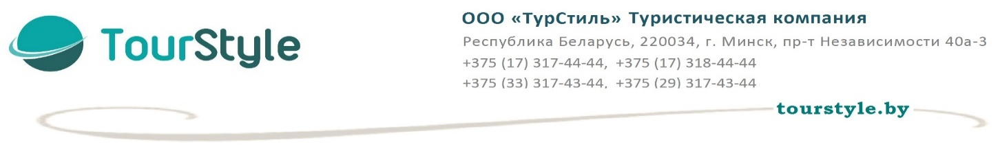 TourStyle
ООО «ТурСтиль» Туристическая компания
Республика Беларусь, 220034, г. Минск, пр-т Независимости 40а-3
+375 (17) 317-44-44, +375 (17) 318-44-44
+375 (33) 317-43-44, +375 (29) 317-43-44
tourstyle.by